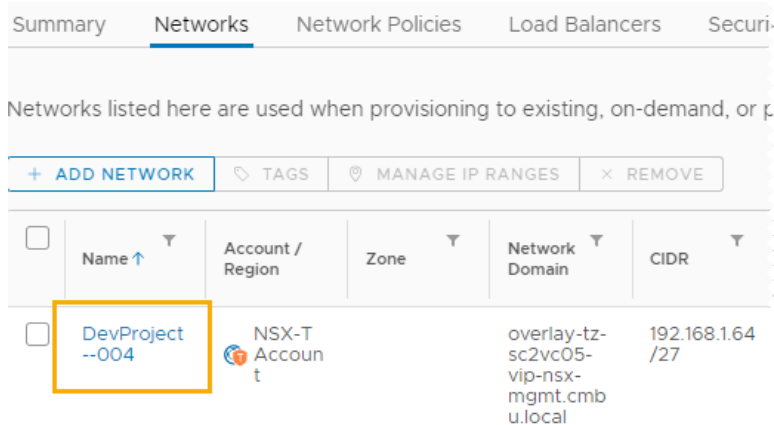 Summary Networks Network Policies Load Balancers Securi
Networks listed here are used when provisioning to existing, on-demand, or
+ ADD NETWORK TAGS MANAGE IP RANGES × REMOVE
Name↑
Account /
Region
Zone
Network
Domain
CIDR
DevProject
--004
NSX-T
Accoun
t
overlay-tz-
sc2vc05-
vip-nsx-
mgmt.cmb
u.local
192.168.1.64
/27